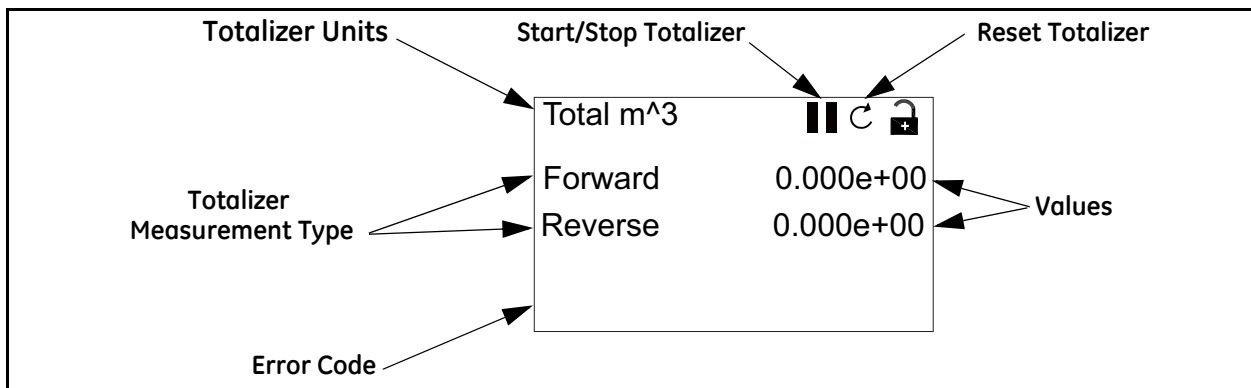 Totalizer Units
Start/Stop Totalizer
Reset Totalizer
Total m^3
Forward 0.000e+00
Reverse 0.000e+00
Totalizer
Measurement Type
Values
Error Code